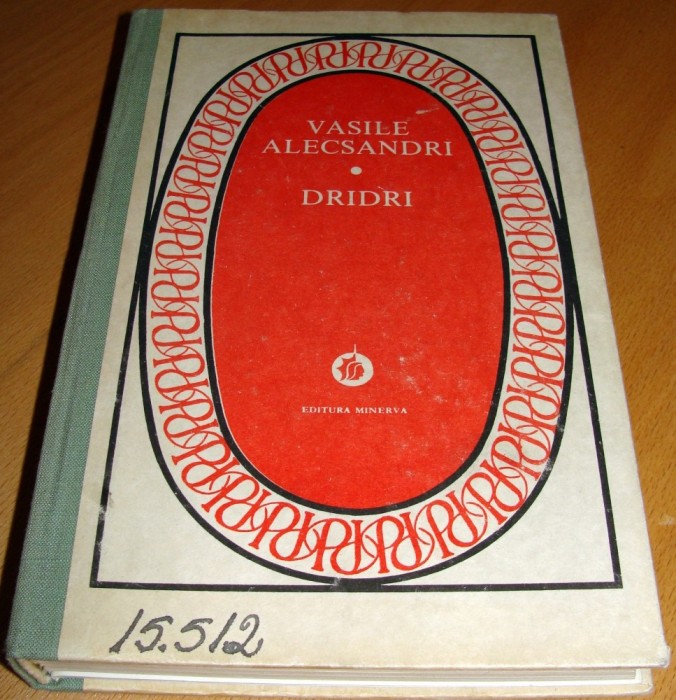 VASILE
ALECSANDRI
•
DRIDRI
EDITURA MINERVA
15.512